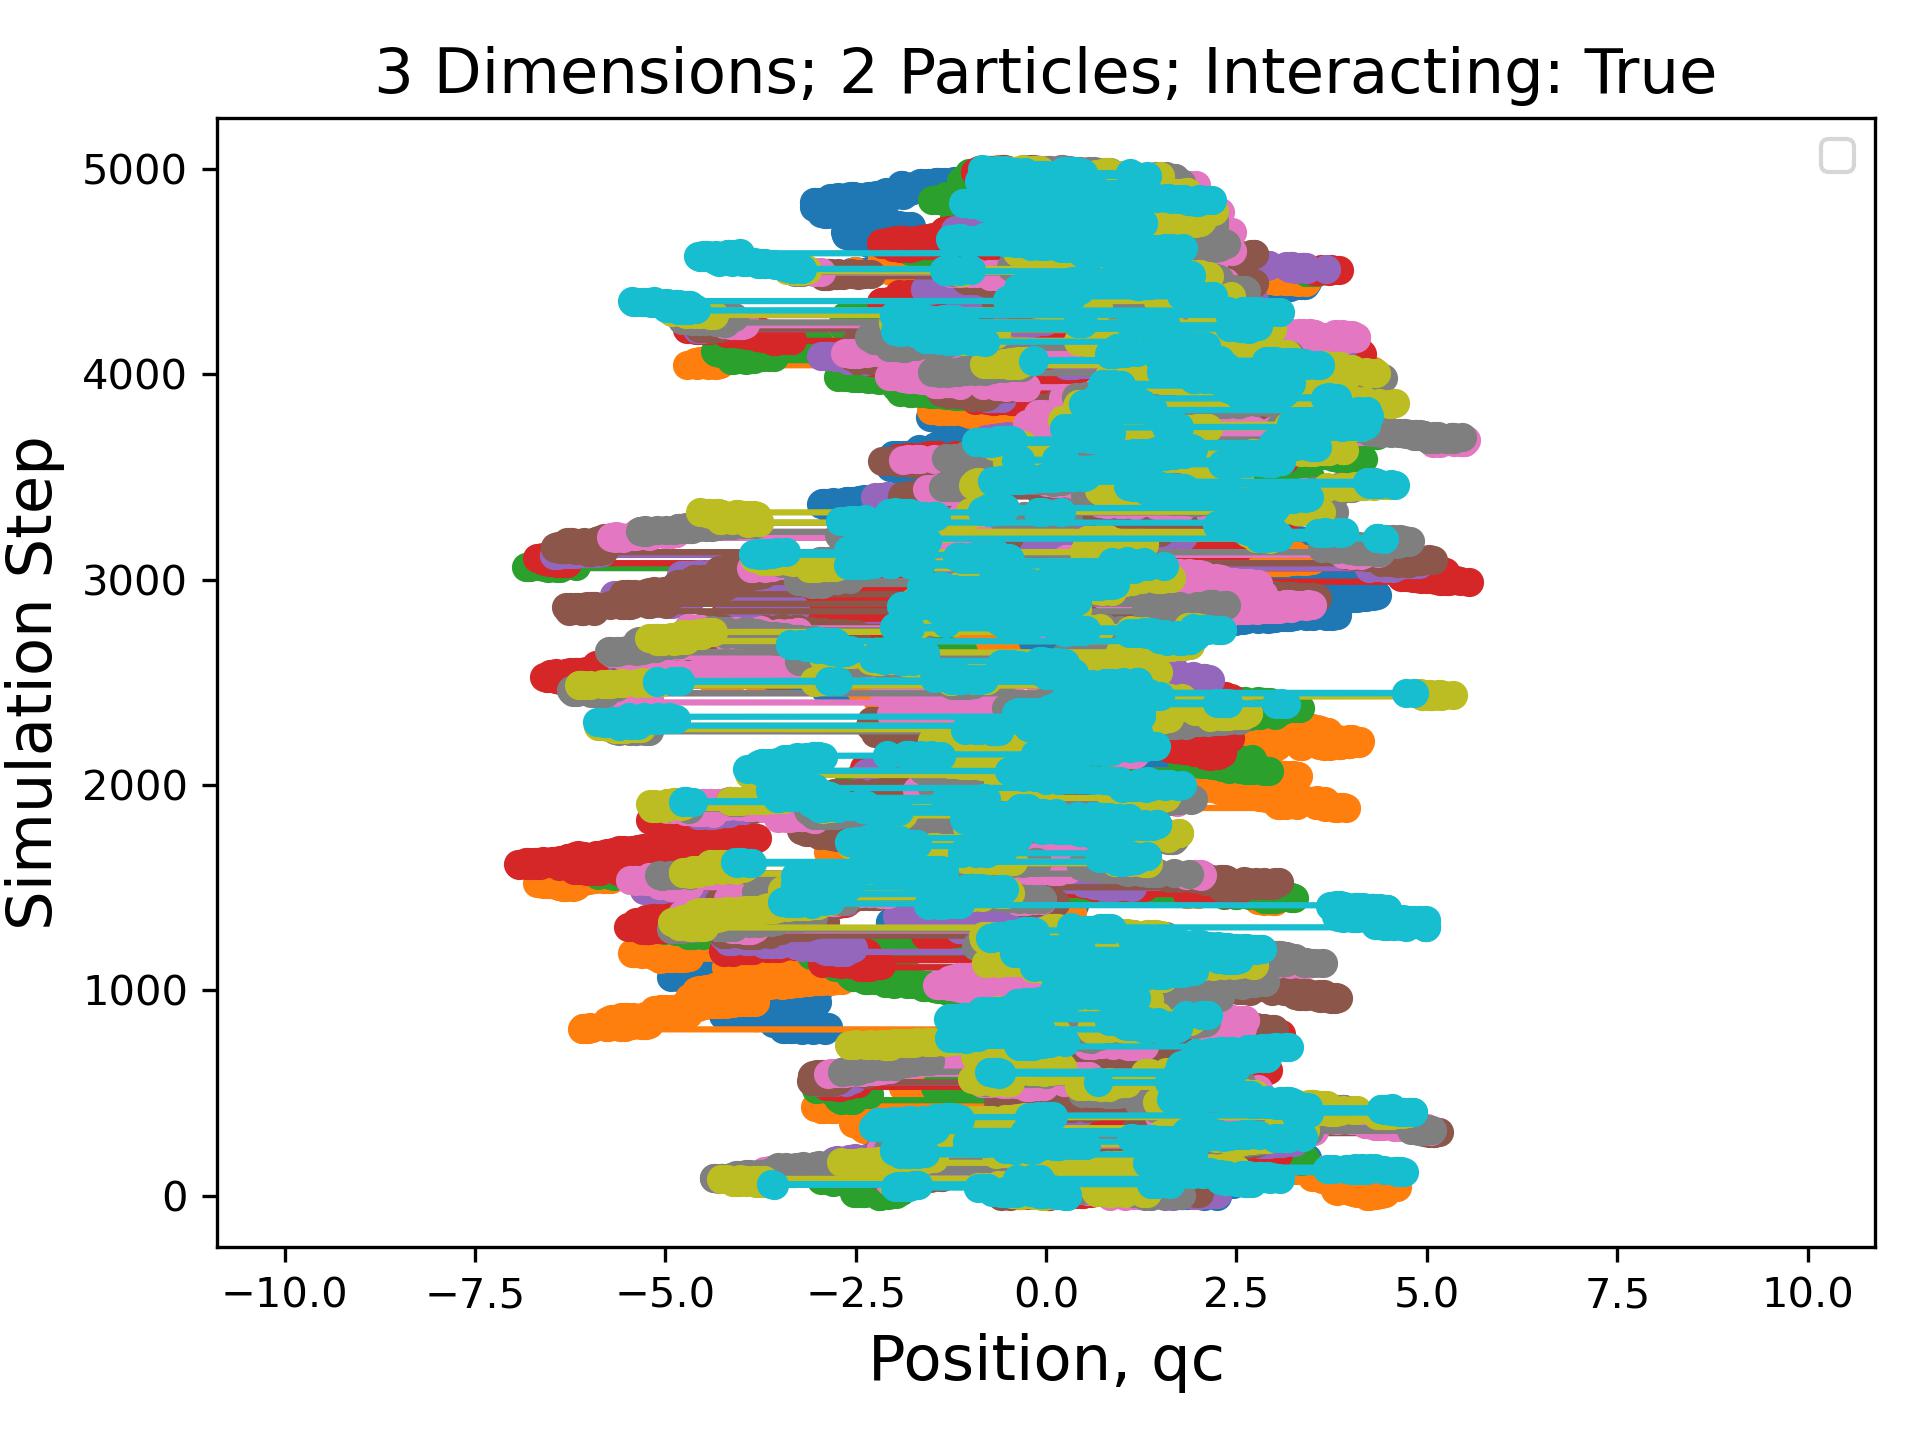 3 Dimensions; 2 Particles; Interacting: True
5000
4000
3000
2000
1000
0
Simulation Step
−10.0 −7.5 −5.0 −2.5 0.0 2.5 5.0 7.5 10.0
Position, qc